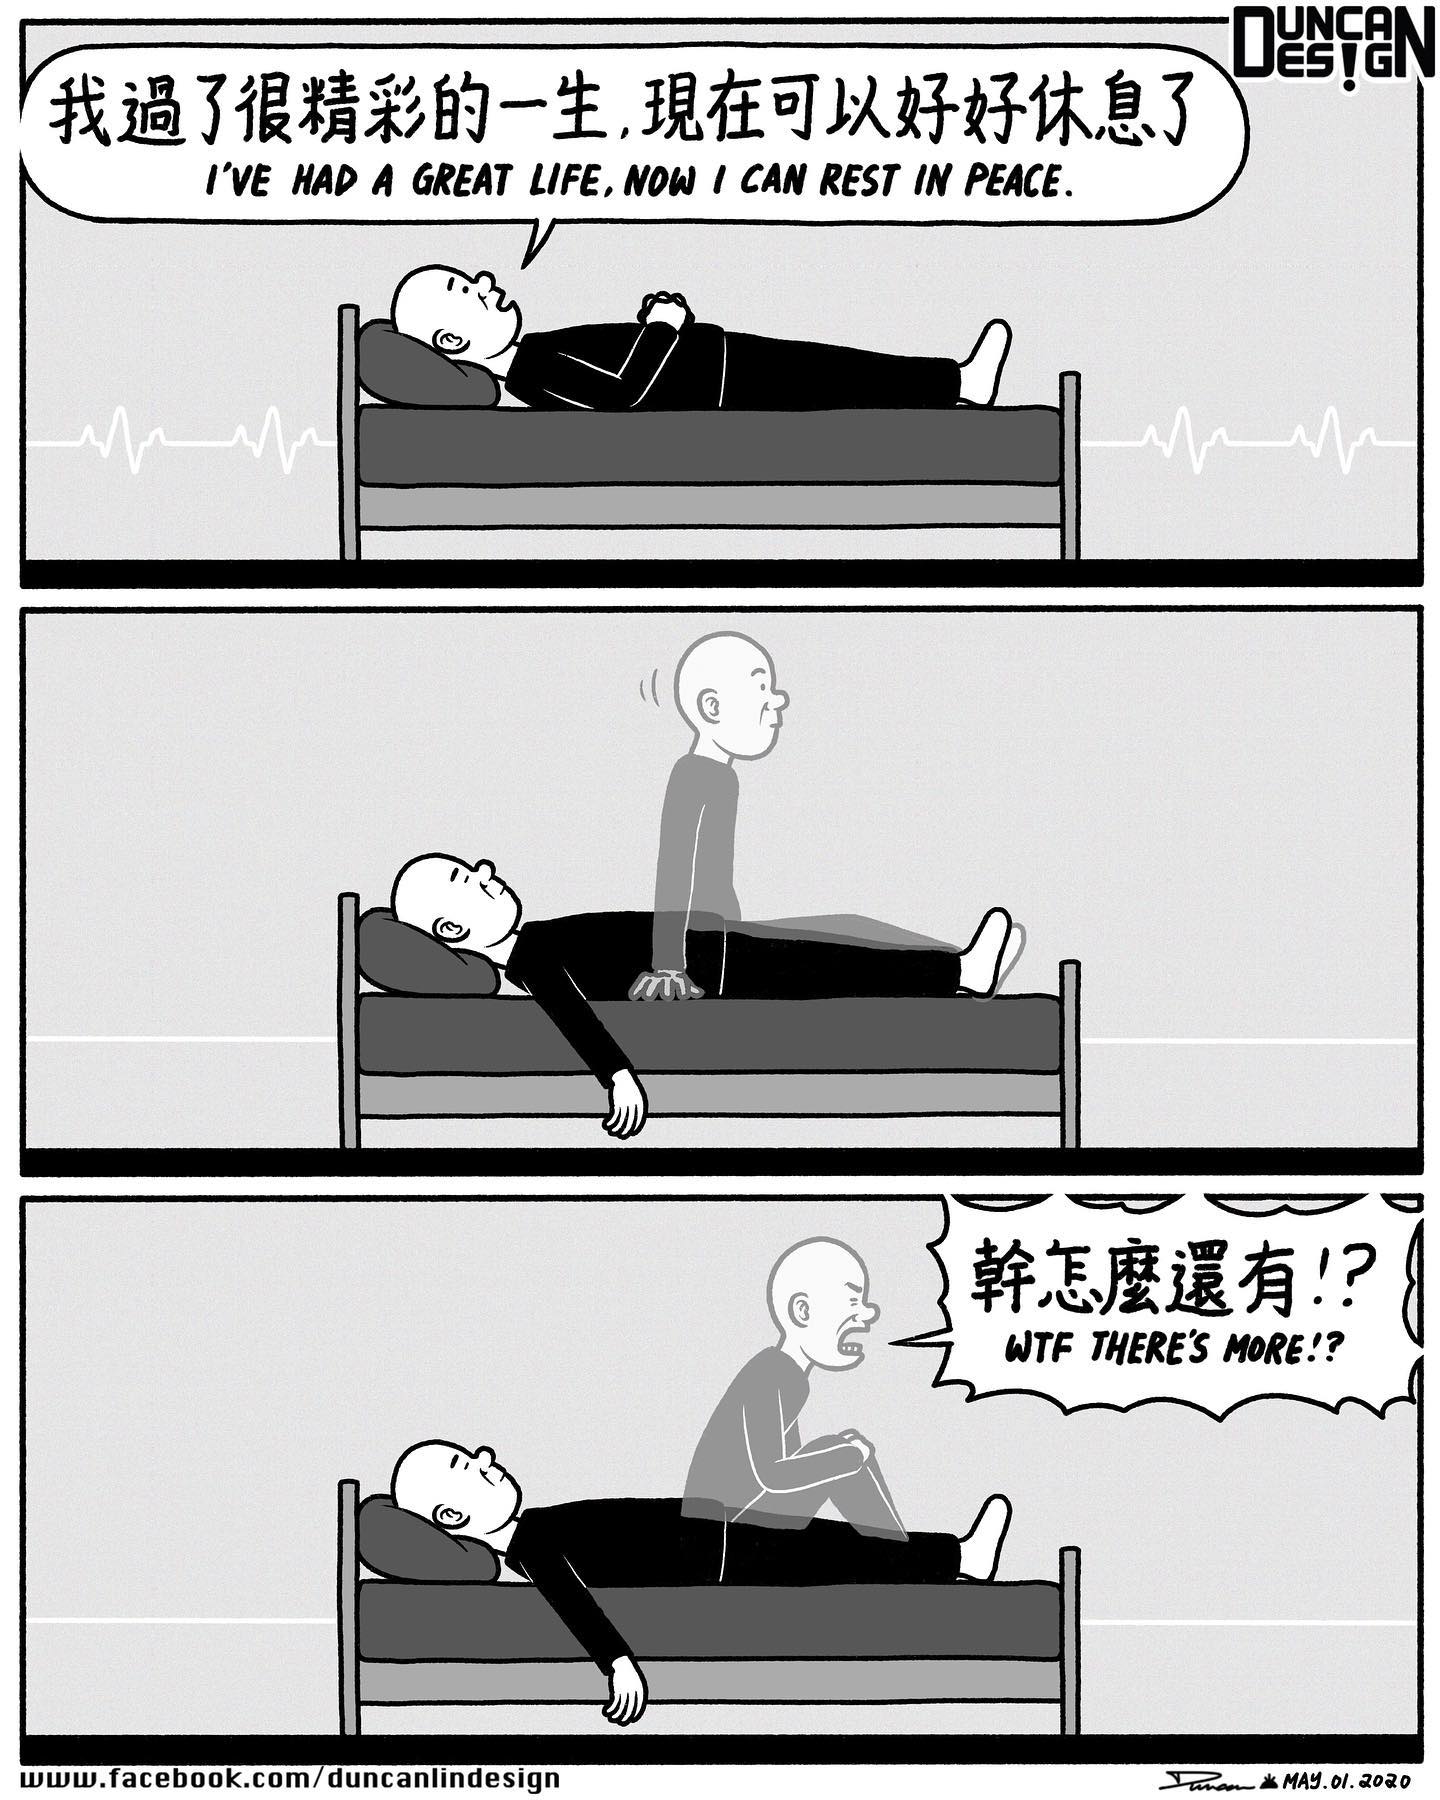 DUNCAN
DESIGN
我過了很精彩的一生,現在可以好好休息了
I'VE HAD A GREAT LIFE, NOW I CAN REST IN PEACE.
幹怎麼還有!?
WTF THERE'S MORE!?
www.facebook.com/duncanlindesign
Duncan MAY.01.2020